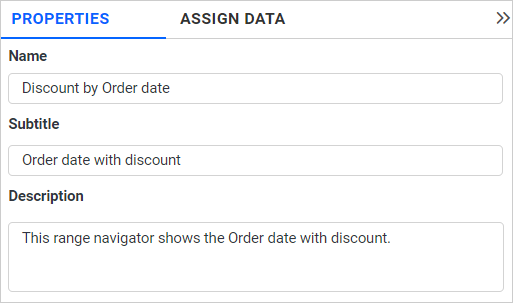 PROPERTIES ASSIGN DATA
Name
Discount by Order date
Subtitle
Order date with discount
Description
This range navigator shows the Order date with discount.